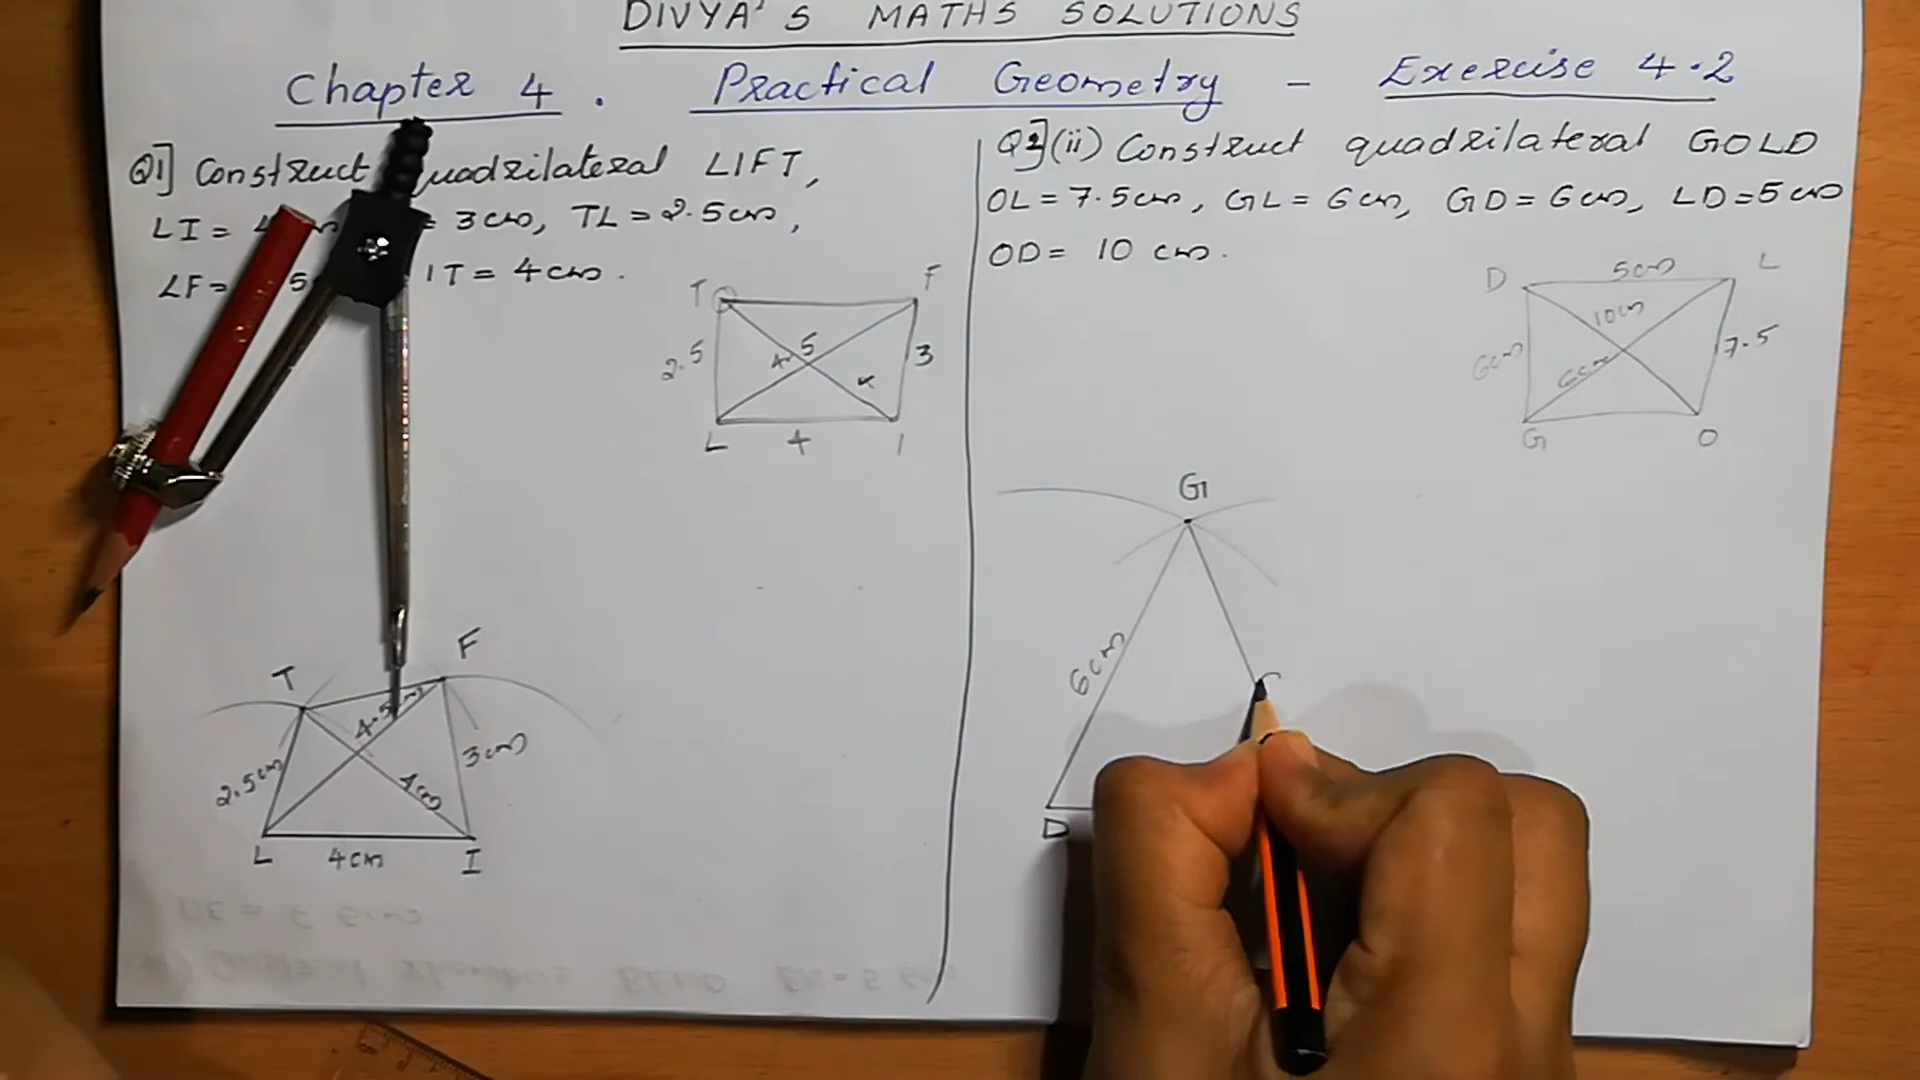 DIVYA'S MATHS SOLUTIONS
Chapter 4. Practical Geometry - Exercise 4.2
Q1] Construct quadrilateral LIFT,
LI = 4 = 3cm, TL = 2.5cm,
LF = 5 IT = 4cm.
T F
2.5 4.5 4 3
L 4 I
T F
4.5cm
2.5cm 4cm 3cm
L 4cm I
Q2](ii) Construct quadrilateral GOLD
OL = 7.5cm, GL = 6cm, GD = 6cm, LD = 5cm
OD = 10 cm.
D 5cm L
10cm
6cm 6cm 7.5
G O
G
6cm
D